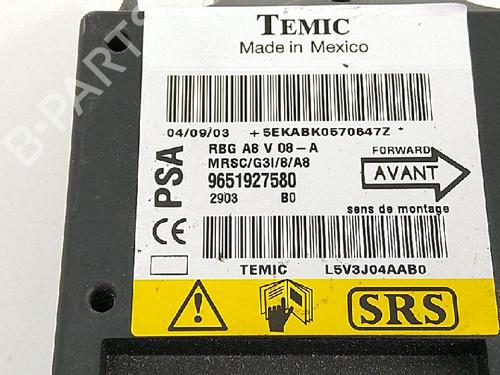 TEMIC
Made in Mexico
04/09/03 +5EKABK0570647Z *
PSA
RBG A8 V 08-A
MRSC/G3I/8/A8
9651927580
2903 B0
FORWARD
AVANT
sens de montage
CE
TEMIC L5V3J04AAB0
SRS
B-PARTS